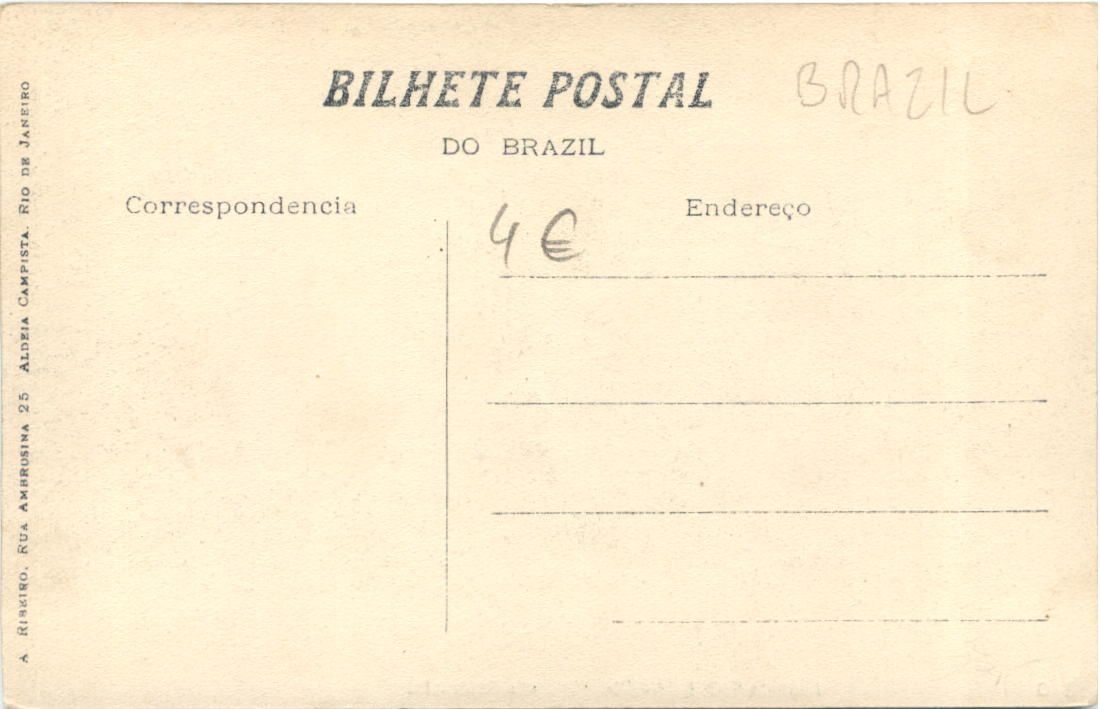 BILHETE POSTAL
BRAZIL
DO BRAZIL
Correspondencia
Endereço
4 €
A RIBEIRO. RUA AMBROSINA 25 ALDEIA CAMPISTA. RIO DE JANEIRO